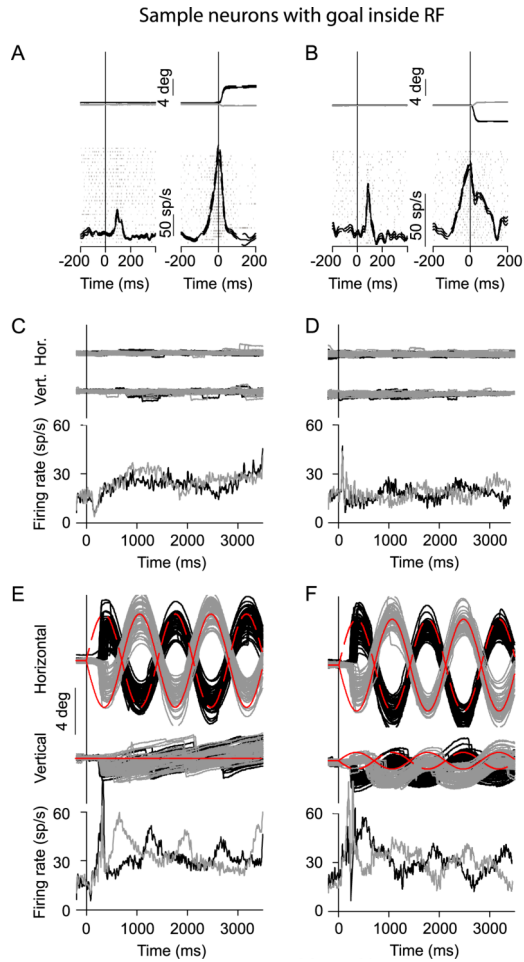 Sample neurons with goal inside RF
A
B
4 deg
4 deg
50 sp/s
50 sp/s
-200 0 200 -200 0 200
-200 0 200 -200 0 200
Time (ms) Time (ms)
Time (ms) Time (ms)
C
D
Vert. Hor.
Firing rate (sp/s)
60
30
0
60
30
0
0 1000 2000 3000
0 1000 2000 3000
Time (ms)
Time (ms)
E
F
Horizontal
4 deg
Vertical
Firing rate (sp/s)
60
30
0
60
30
0
0 1000 2000 3000
0 1000 2000 3000
Time (ms)
Time (ms)